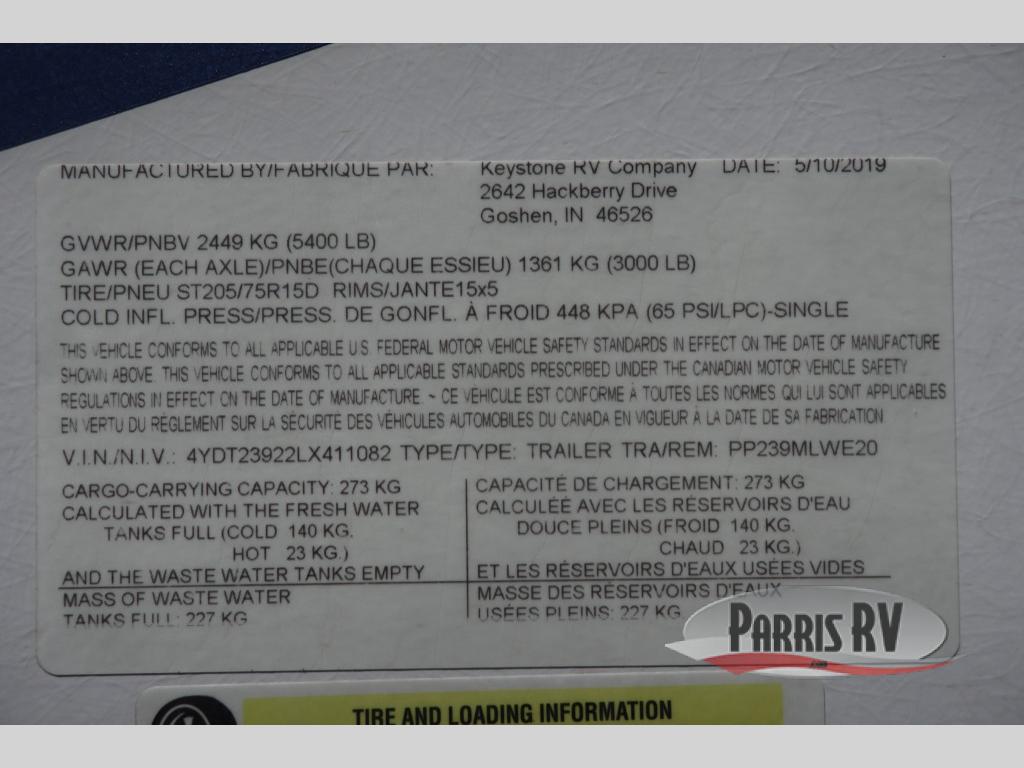 MANUFACTURED BY/FABRIQUE PAR: Keystone RV Company DATE: 5/10/2019
2642 Hackberry Drive
Goshen, IN 46526
GVWR/PNBV 2449 KG (5400 LB)
GAWR (EACH AXLE)/PNBE(CHAQUE ESSIEU) 1361 KG (3000 LB)
TIRE/PNEU ST205/75R15D RIMS/JANTE15x5
COLD INFL. PRESS/PRESS. DE GONFL. À FROID 448 KPA (65 PSI/LPC)-SINGLE
THIS VEHICLE CONFORMS TO ALL APPLICABLE U.S. FEDERAL MOTOR VEHICLE SAFETY STANDARDS IN EFFECT ON THE DATE OF MANUFACTURE
SHOWN ABOVE. THIS VEHICLE CONFORMS TO ALL APPLICABLE STANDARDS PRESCRIBED UNDER THE CANADIAN MOTOR VEHICLE SAFETY
REGULATIONS IN EFFECT ON THE DATE OF MANUFACTURE. ~ CE VÉHICULE EST CONFORME À TOUTES LES NORMES QUI LUI SONT APPLICABLES
EN VERTU DU RÉGLEMENT SUR LA SÉCURITÉ DES VÉHICULES AUTOMOBILES DU CANADA EN VIGUEUR À LA DATE DE SA FABRICATION
V.I.N./N.I.V.: 4YDT23922LX411082 TYPE/TYPE: TRAILER TRA/REM: PP239MLWE20
CARGO-CARRYING CAPACITY: 273 KG
CALCULATED WITH THE FRESH WATER
TANKS FULL (COLD 140 KG.
HOT 23 KG.)
AND THE WASTE WATER TANKS EMPTY
MASS OF WASTE WATER
TANKS FULL: 227 KG
CAPACITÉ DE CHARGEMENT: 273 KG
CALCULÉE AVEC LES RÉSERVOIRS D'EAU
DOUCE PLEINS (FROID 140 KG.
CHAUD 23 KG.)
ET LES RÉSERVOIRS D'EAUX USÉES VIDES
MASSE DES RÉSERVOIRS D'EAUX
USÉES PLEINS: 227 KG
PARRIS RV
.com
TIRE AND LOADING INFORMATION